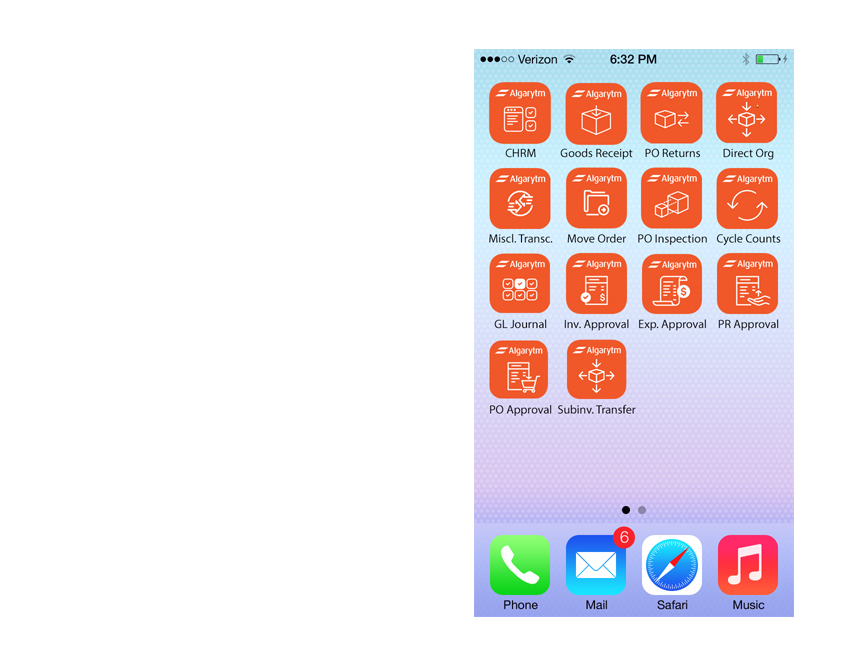 Verizon 6:32 PM
Algarytm Algarytm Algarytm Algarytm
CHRM Goods Receipt PO Returns Direct Org
Algarytm Algarytm Algarytm Algarytm
Miscl. Transc. Move Order PO Inspection Cycle Counts
Algarytm Algarytm Algarytm Algarytm
GL Journal Inv. Approval Exp. Approval PR Approval
Algarytm Algarytm
PO Approval Subinv. Transfer
6
Phone Mail Safari Music